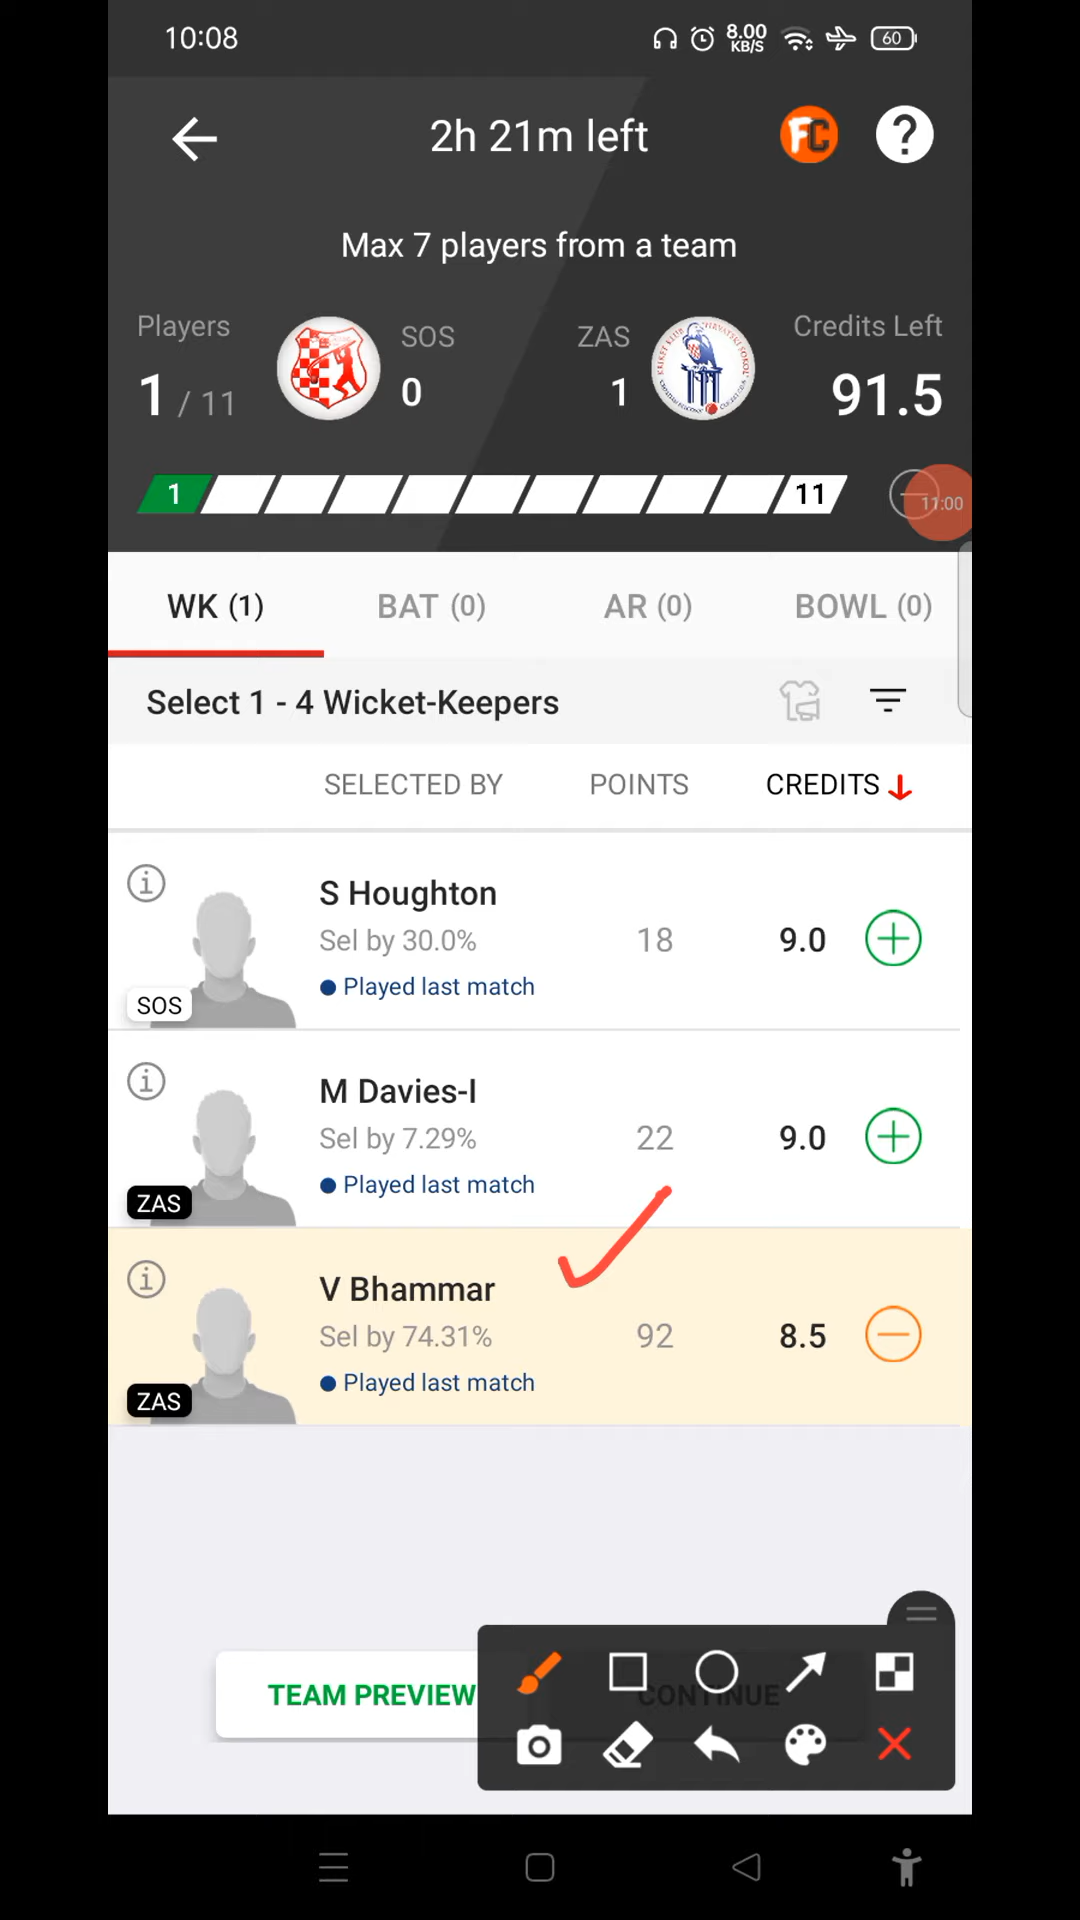 10:08
8.00
KB/S
60
2h 21m left
FC
?
Max 7 players from a team
Players
SOS
ZAS
Credits Left
1 / 11
0
1
91.5
1
11
11:00
WK (1)
BAT (0)
AR (0)
BOWL (0)
Select 1 - 4 Wicket-Keepers
SELECTED BY
POINTS
CREDITS
S Houghton
Sel by 30.0%
18
9.0
Played last match
SOS
M Davies-I
Sel by 7.29%
22
9.0
Played last match
ZAS
V Bhammar
Sel by 74.31%
92
8.5
Played last match
ZAS
TEAM PREVIEW
CONTINUE